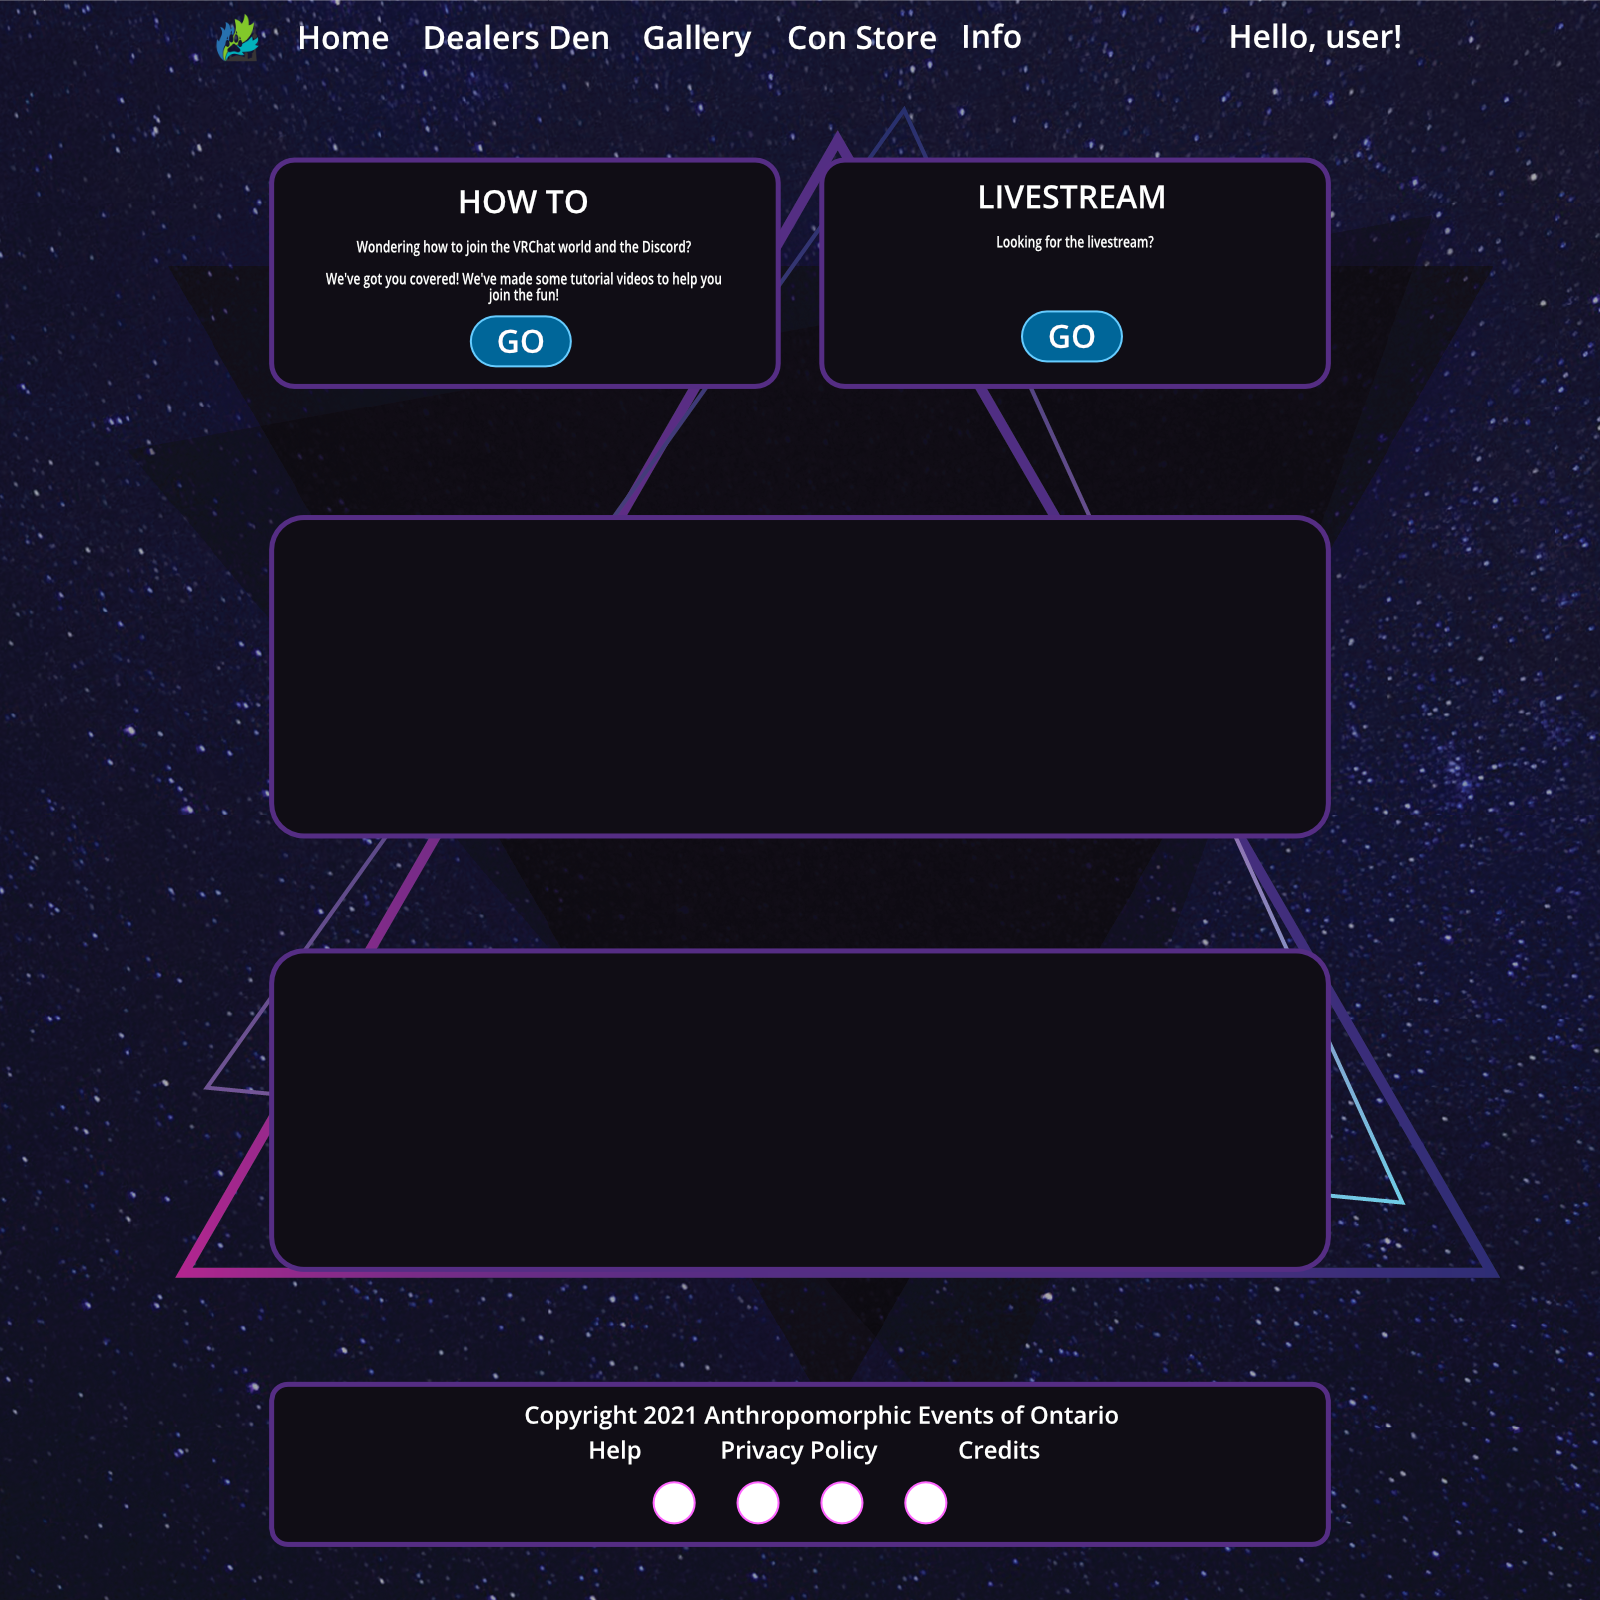 Home Dealers Den Gallery Con Store Info Hello, user!
HOW TO
Wondering how to join the VRChat world and the Discord?
We've got you covered! We've made some tutorial videos to help you
join the fun!
GO
LIVESTREAM
Looking for the livestream?
GO
Copyright 2021 Anthropomorphic Events of Ontario
Help Privacy Policy Credits